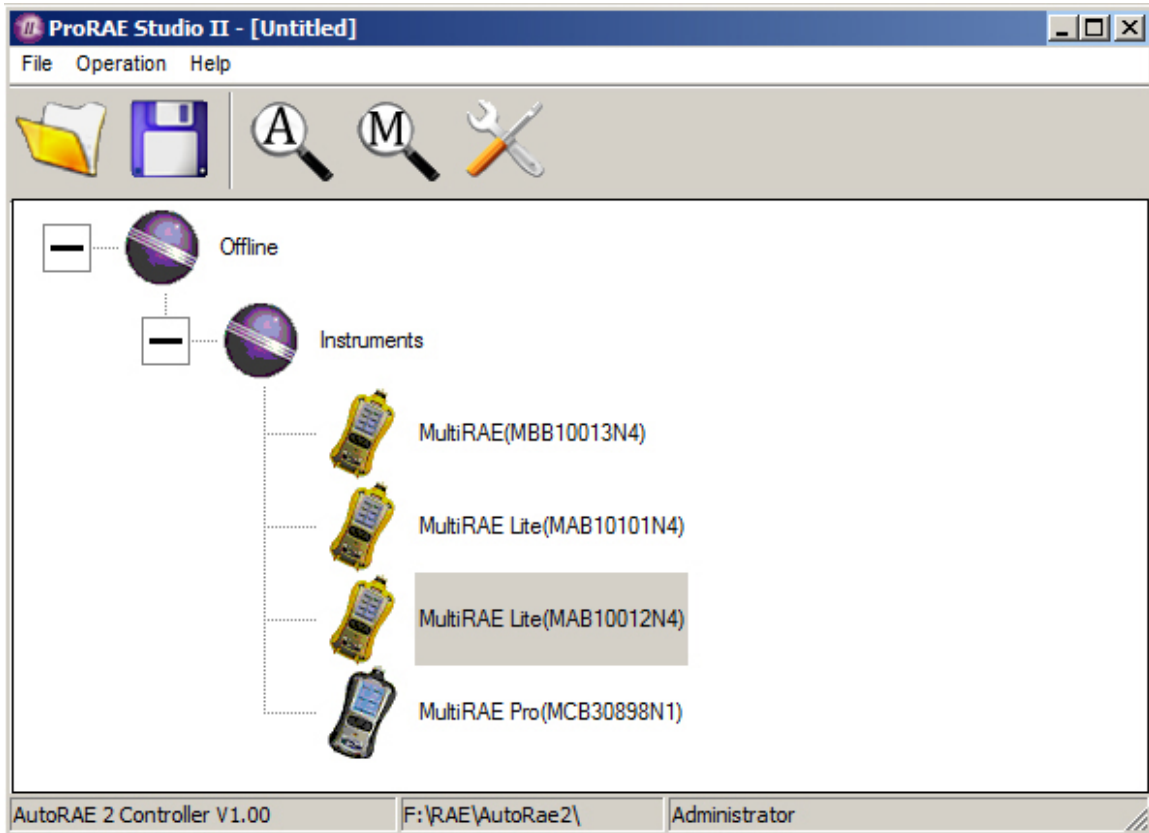 ProRAE Studio II - [Untitled]
File Operation Help
A M
Offline
Instruments
MultiRAE(MBB10013N4)
MultiRAE Lite(MAB10101N4)
MultiRAE Lite(MAB10012N4)
MultiRAE Pro(MCB30898N1)
AutoRAE 2 Controller V1.00 F:\RAE\AutoRae2\ Administrator